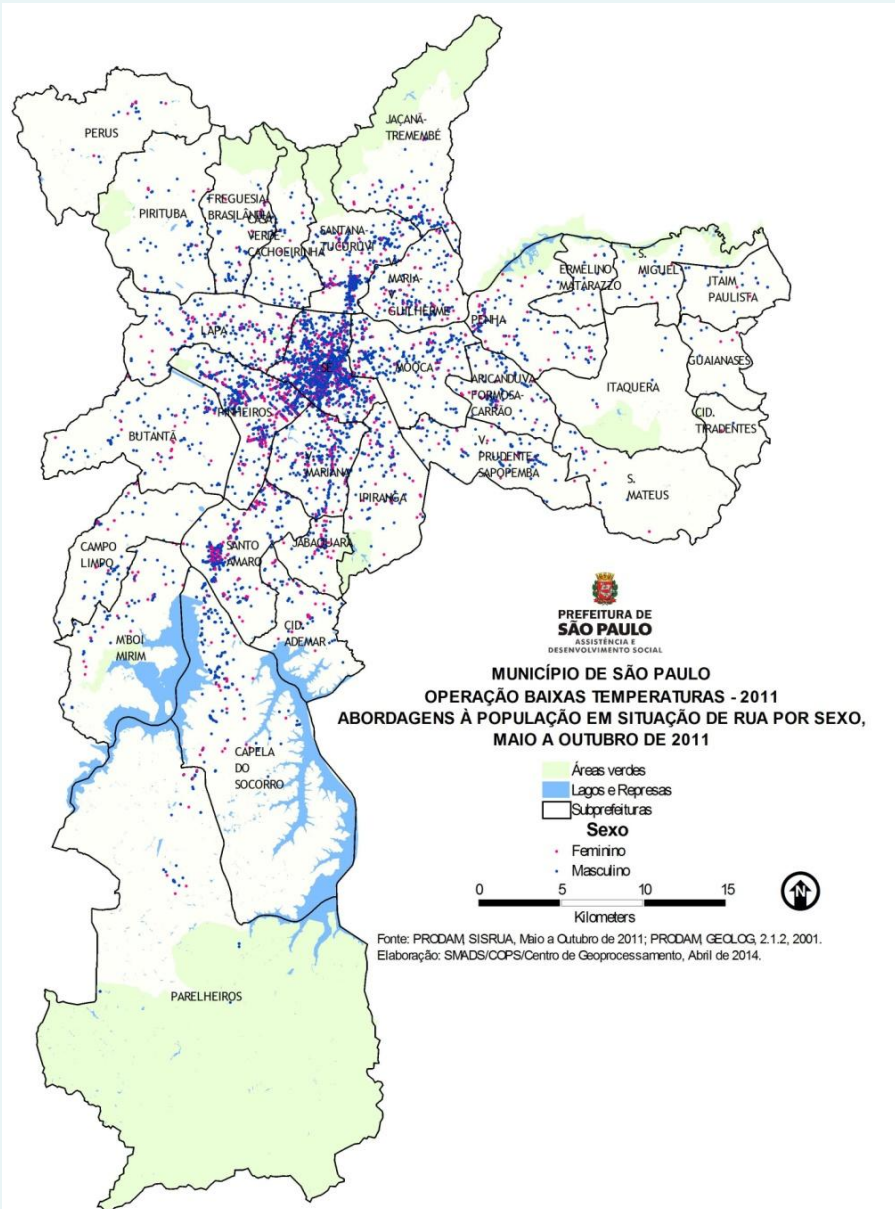 PERUS
JAÇANÃ-
TREMEMBÉ
PIRITUBA
FREGUESIA-
BRASILÂNDIA
CASA
VERDE
CACHOEIRINHA
SANTANA-
TUCURUVI
V.
MARIA-
V.
GUILHERME
ERMELINO
MATARAZZO
S.
MIGUEL
ITAIM
PAULISTA
LAPA
PENHA
SÉ
MOOCA
GUAIANASES
ARICANDUVA-
FORMOSA-
CARRÃO
ITAQUERA
PINHEIROS
CID.
TIRADENTES
BUTANTÃ
V.
MARIANA
V.
PRUDENTE-
SAPOPEMBA
IPIRANGA
S.
MATEUS
CAMPO
LIMPO
SANTO
AMARO
JABAQUARA
M'BOI
MIRIM
CID.
ADEMAR
CAPELA
DO
SOCORRO
PARELHEIROS
PREFEITURA DE
SÃO PAULO
ASSISTÊNCIA E
DESENVOLVIMENTO SOCIAL
MUNICÍPIO DE SÃO PAULO
OPERAÇÃO BAIXAS TEMPERATURAS - 2011
ABORDAGENS À POPULAÇÃO EM SITUAÇÃO DE RUA POR SEXO,
MAIO A OUTUBRO DE 2011
Áreas verdes
Lagos e Represas
Subprefeituras
Sexo
Feminino
Masculino
0 5 10 15
Kilometers
N
Fonte: PRODAM, SISRUA, Maio a Outubro de 2011; PRODAM, GEOLOG, 2.1.2, 2001.
Elaboração: SMADS/COPS/Centro de Geoprocessamento, Abril de 2014.